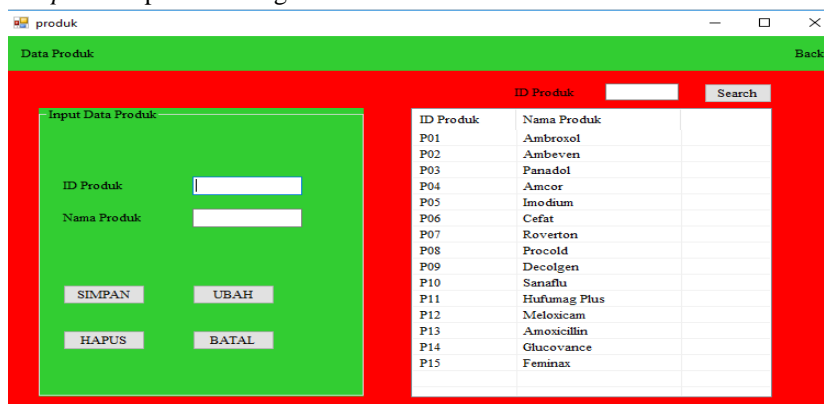 produk
Data Produk Back
ID Produk Search
Input Data Produk
ID Produk
Nama Produk
SIMPAN UBAH
HAPUS BATAL
ID Produk Nama Produk
P01 Ambroxol
P02 Ambeven
P03 Panadol
P04 Amcor
P05 Imodium
P06 Cefat
P07 Roverton
P08 Procold
P09 Decolgen
P10 Sanaflu
P11 Hufumag Plus
P12 Meloxicam
P13 Amoxicillin
P14 Glucovance
P15 Feminax